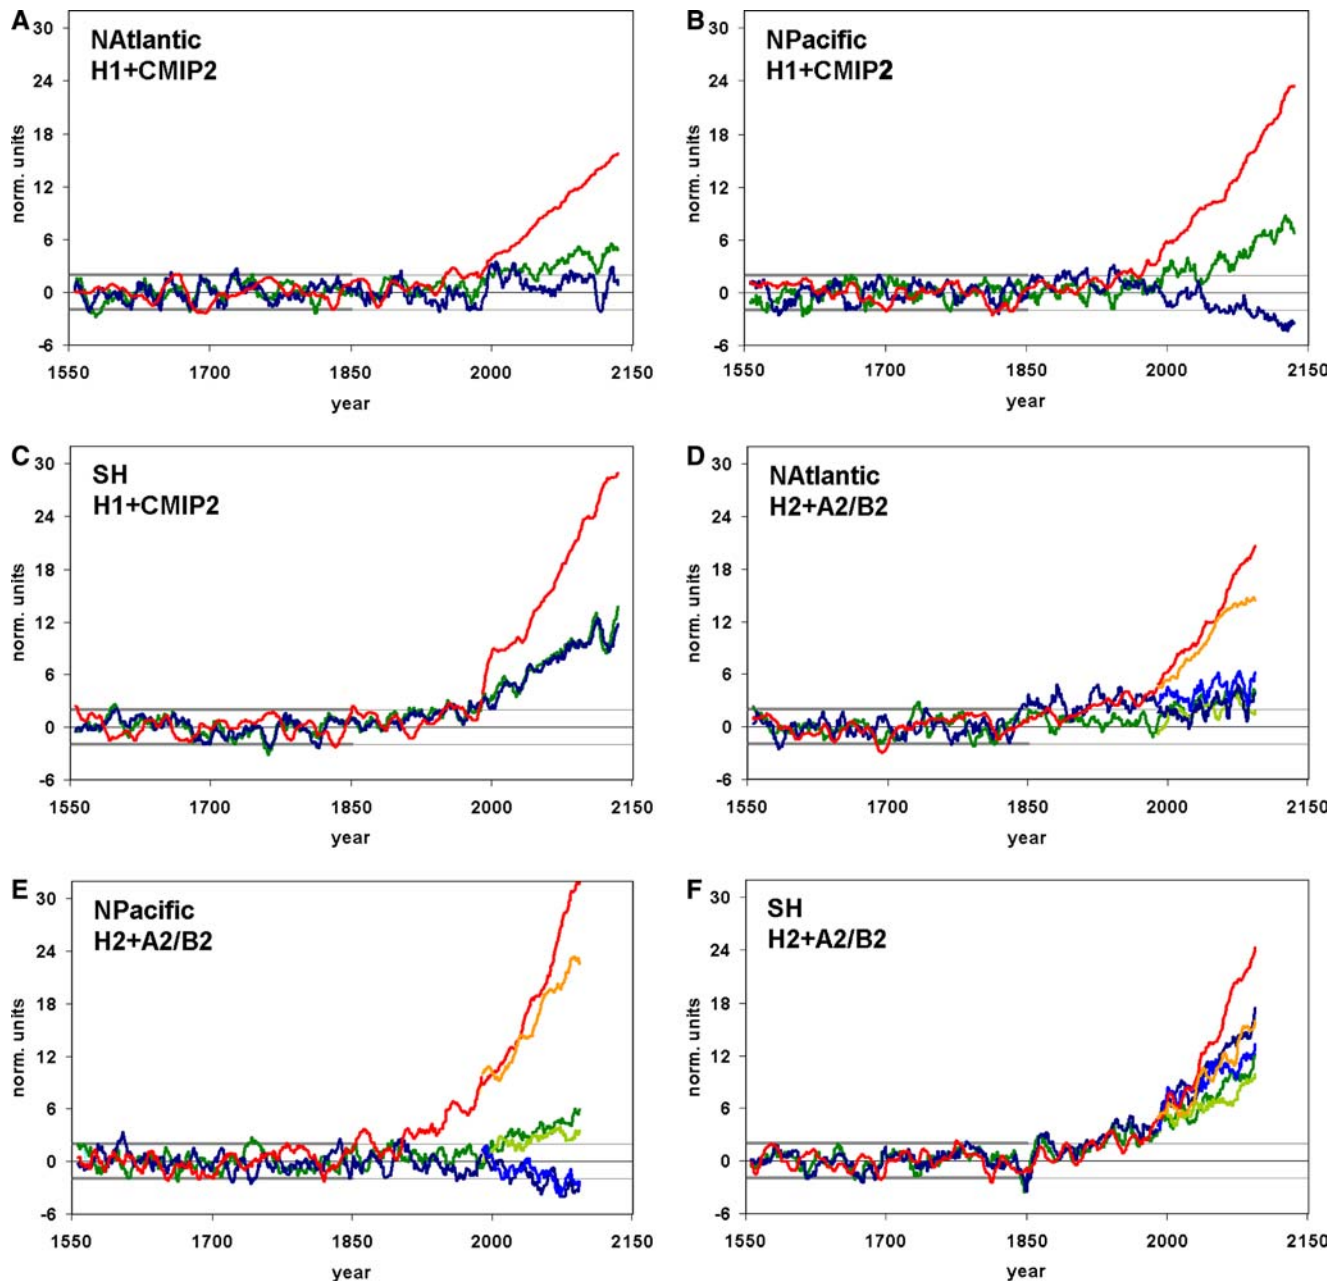 A
NAtlantic
H1+CMIP2
norm. units
32
30
24
18
12
6
0
-6
1550
1700
1850
2000
2150
year
B
NPacific
H1+CMIP2
norm. units
30
24
18
12
6
0
-6
1550
1700
1850
2000
2150
year
C
SH
H1+CMIP2
norm. units
30
24
18
12
6
0
-6
1550
1700
1850
2000
2150
year
D
NAtlantic
H2+A2/B2
norm. units
30
24
18
12
6
0
-6
1550
1700
1850
2000
2150
year
E
NPacific
H2+A2/B2
norm. units
30
24
18
12
6
0
-6
1550
1700
1850
2000
2150
year
F
SH
H2+A2/B2
norm. units
30
24
18
12
6
0
-6
1550
1700
1850
2000
2150
year